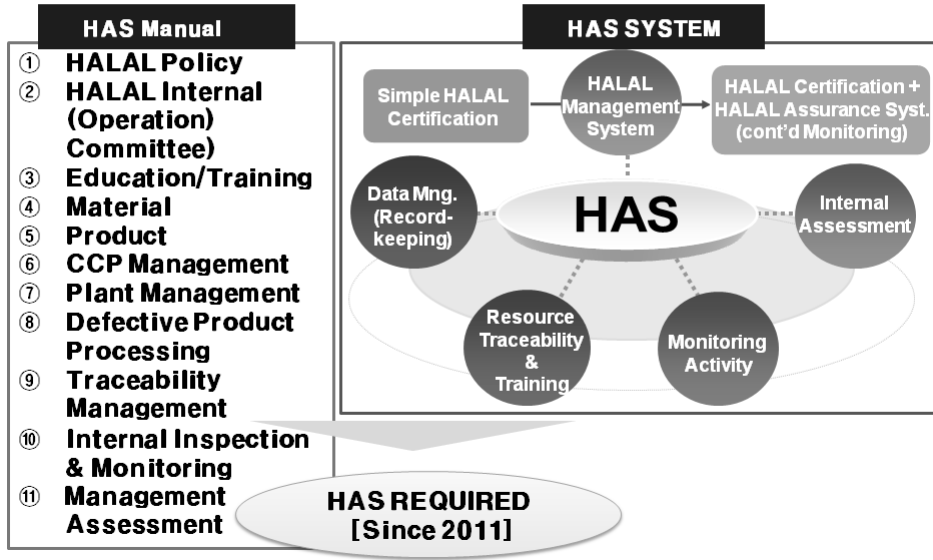 HAS Manual
① HALAL Policy
② HALAL Internal
(Operation)
Committee)
③ Education/Training
④ Material
⑤ Product
⑥ CCP Management
⑦ Plant Management
⑧ Defective Product
Processing
⑨ Traceability
Management
⑩ Internal Inspection
& Monitoring
⑪ Management
Assessment
HAS SYSTEM
Simple HALAL
Certification
HALAL
Management
System
HALAL Certification +
HALAL Assurance Syst.
(cont'd Monitoring)
Data Mng.
(Record-
keeping)
HAS
Internal
Assessment
Resource
Traceability
&
Training
Monitoring
Activity
HAS REQUIRED
[Since 2011]